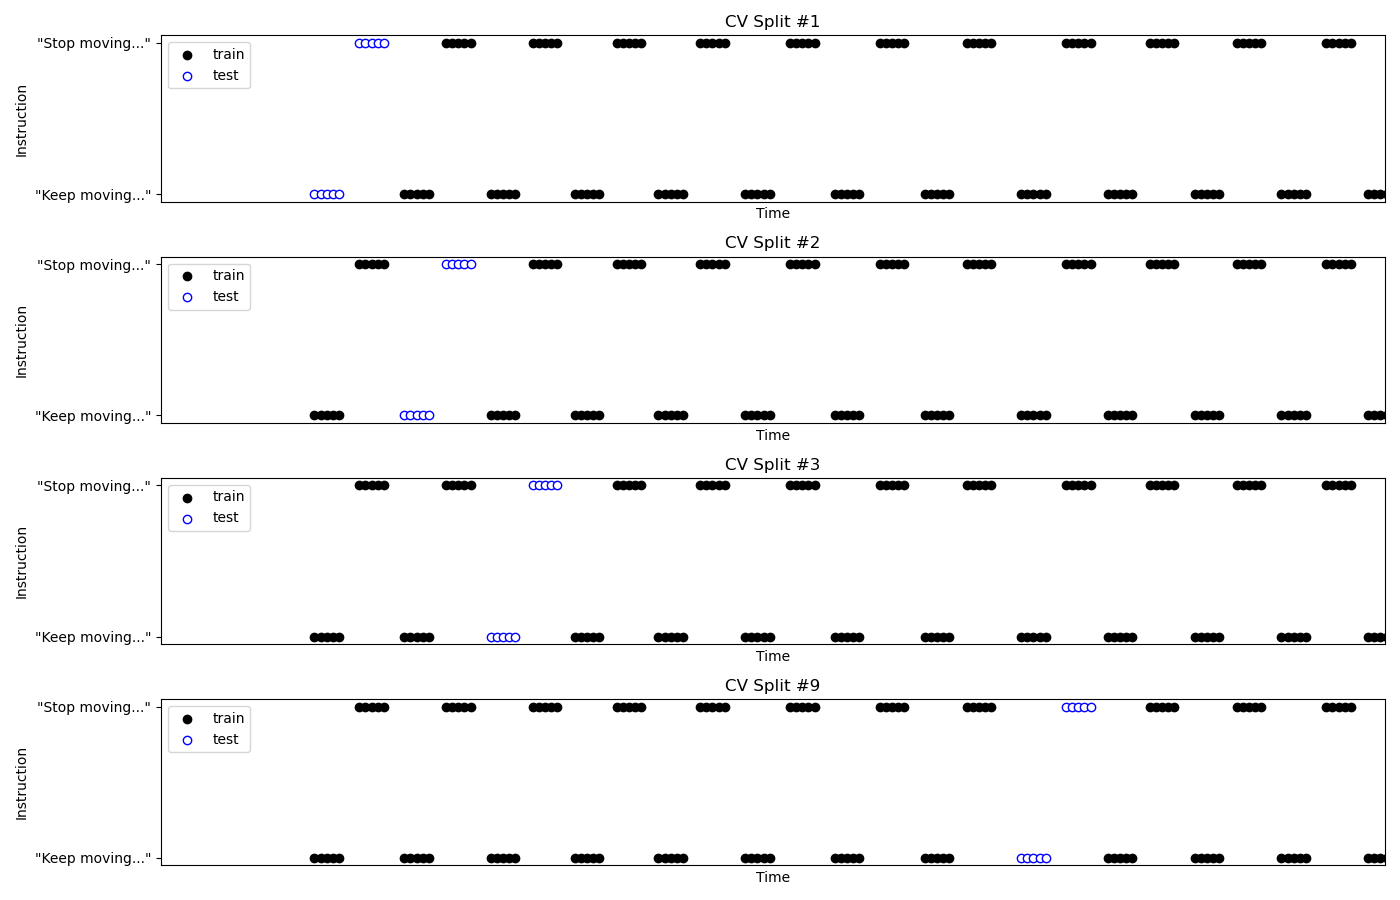 CV Split #1
"Stop moving..."
train
test
Instruction
"Keep moving..."
Time
CV Split #2
"Stop moving..."
train
test
Instruction
"Keep moving..."
Time
CV Split #3
"Stop moving..."
train
test
Instruction
"Keep moving..."
Time
CV Split #9
"Stop moving..."
train
test
Instruction
"Keep moving..."
Time